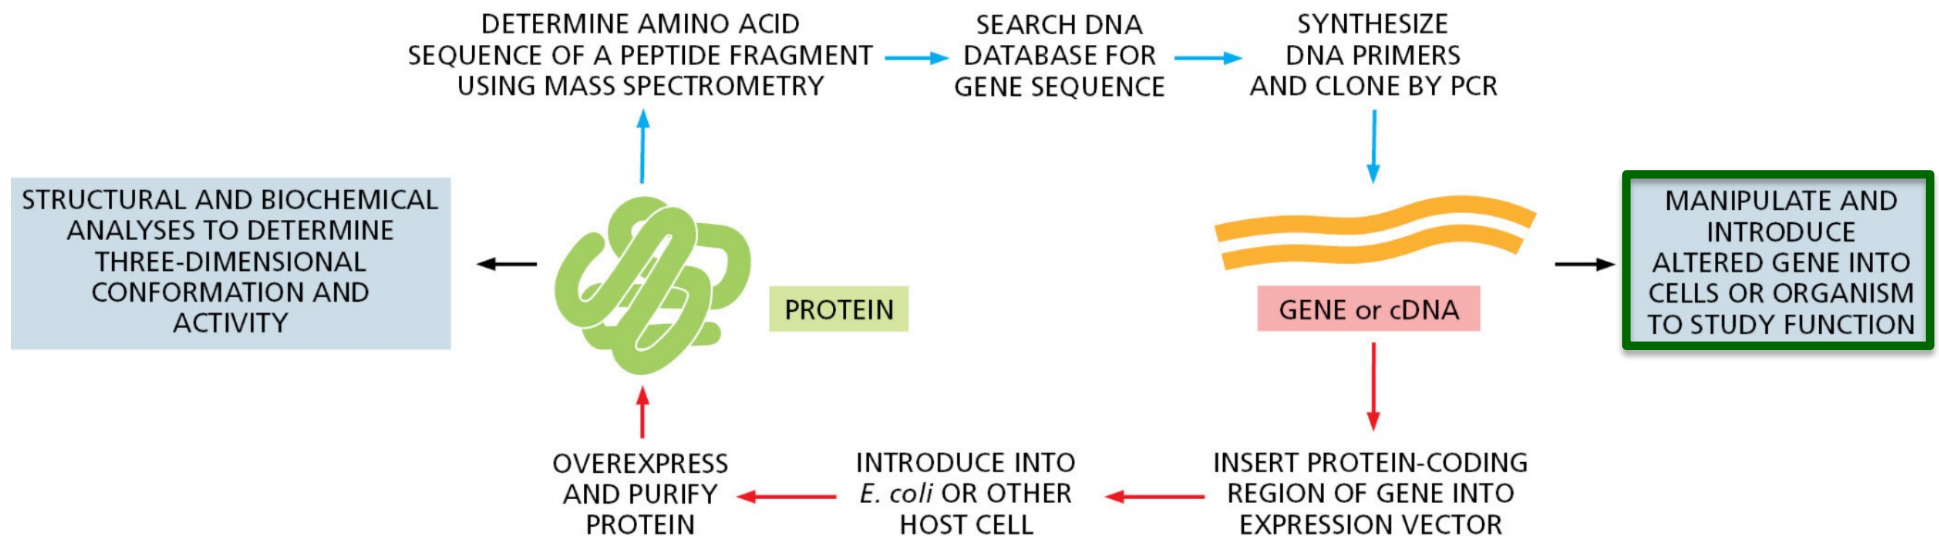 DETERMINE AMINO ACID
SEQUENCE OF A PEPTIDE FRAGMENT
USING MASS SPECTROMETRY
SEARCH DNA
DATABASE FOR
GENE SEQUENCE
SYNTHESIZE
DNA PRIMERS
AND CLONE BY PCR
STRUCTURAL AND BIOCHEMICAL
ANALYSES TO DETERMINE
THREE-DIMENSIONAL
CONFORMATION AND
ACTIVITY
PROTEIN
GENE or cDNA
MANIPULATE AND
INTRODUCE
ALTERED GENE INTO
CELLS OR ORGANISM
TO STUDY FUNCTION
OVEREXPRESS
AND PURIFY
PROTEIN
INTRODUCE INTO
E. coli OR OTHER
HOST CELL
INSERT PROTEIN-CODING
REGION OF GENE INTO
EXPRESSION VECTOR